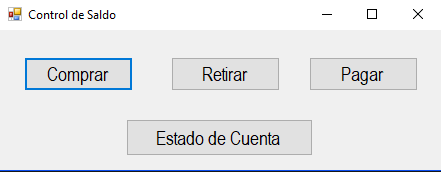 Control de Saldo
Comprar Retirar Pagar
Estado de Cuenta